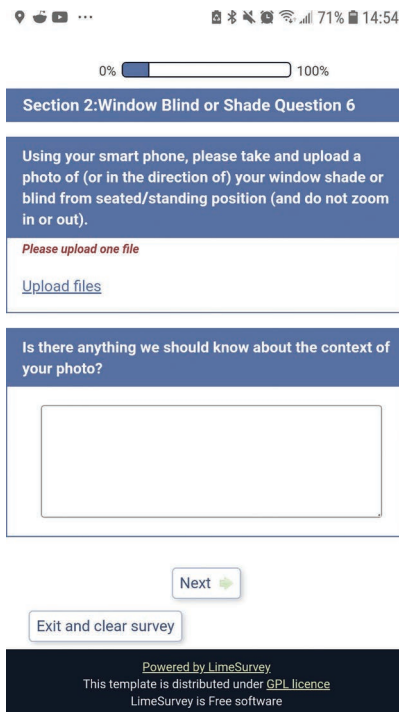 71% 14:54
0% 100%
Section 2:Window Blind or Shade Question 6
Using your smart phone, please take and upload a
photo of (or in the direction of) your window shade or
blind from seated/standing position (and do not zoom
in or out).
Please upload one file
Upload files
Is there anything we should know about the context of
your photo?
Next
Exit and clear survey
Powered by LimeSurvey
This template is distributed under GPL licence
LimeSurvey is Free software